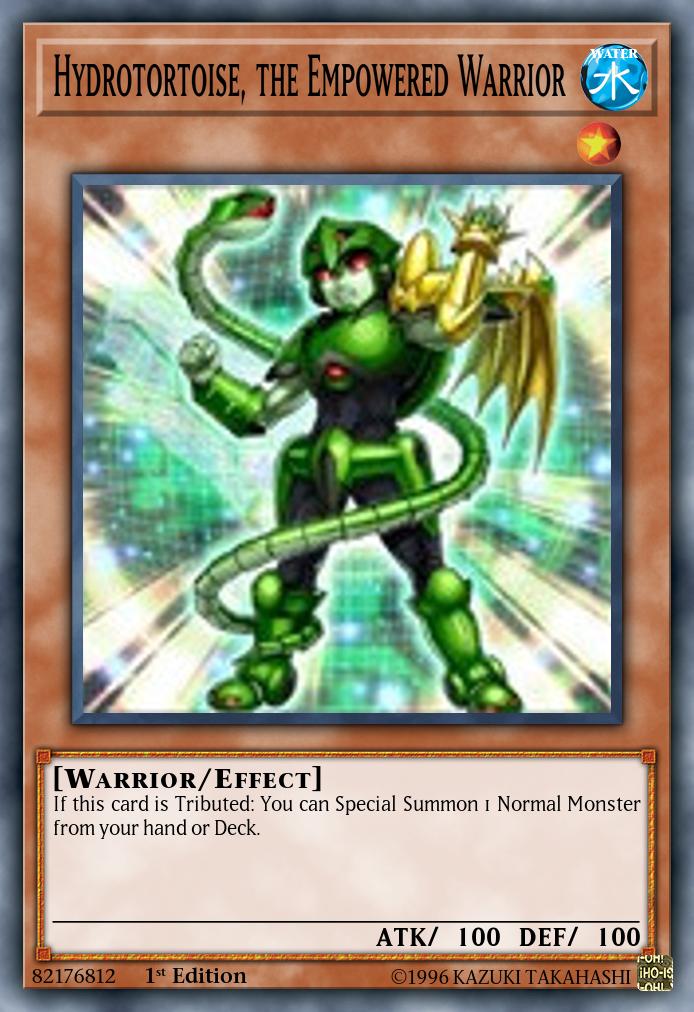 Hydrotortoise, the Empowered Warrior
WATER
水
[Warrior/Effect]
If this card is Tributed: You can Special Summon 1 Normal Monster
from your hand or Deck.
ATK/ 100 DEF/ 100
82176812 1st Edition ©1996 KAZUKI TAKAHASHI